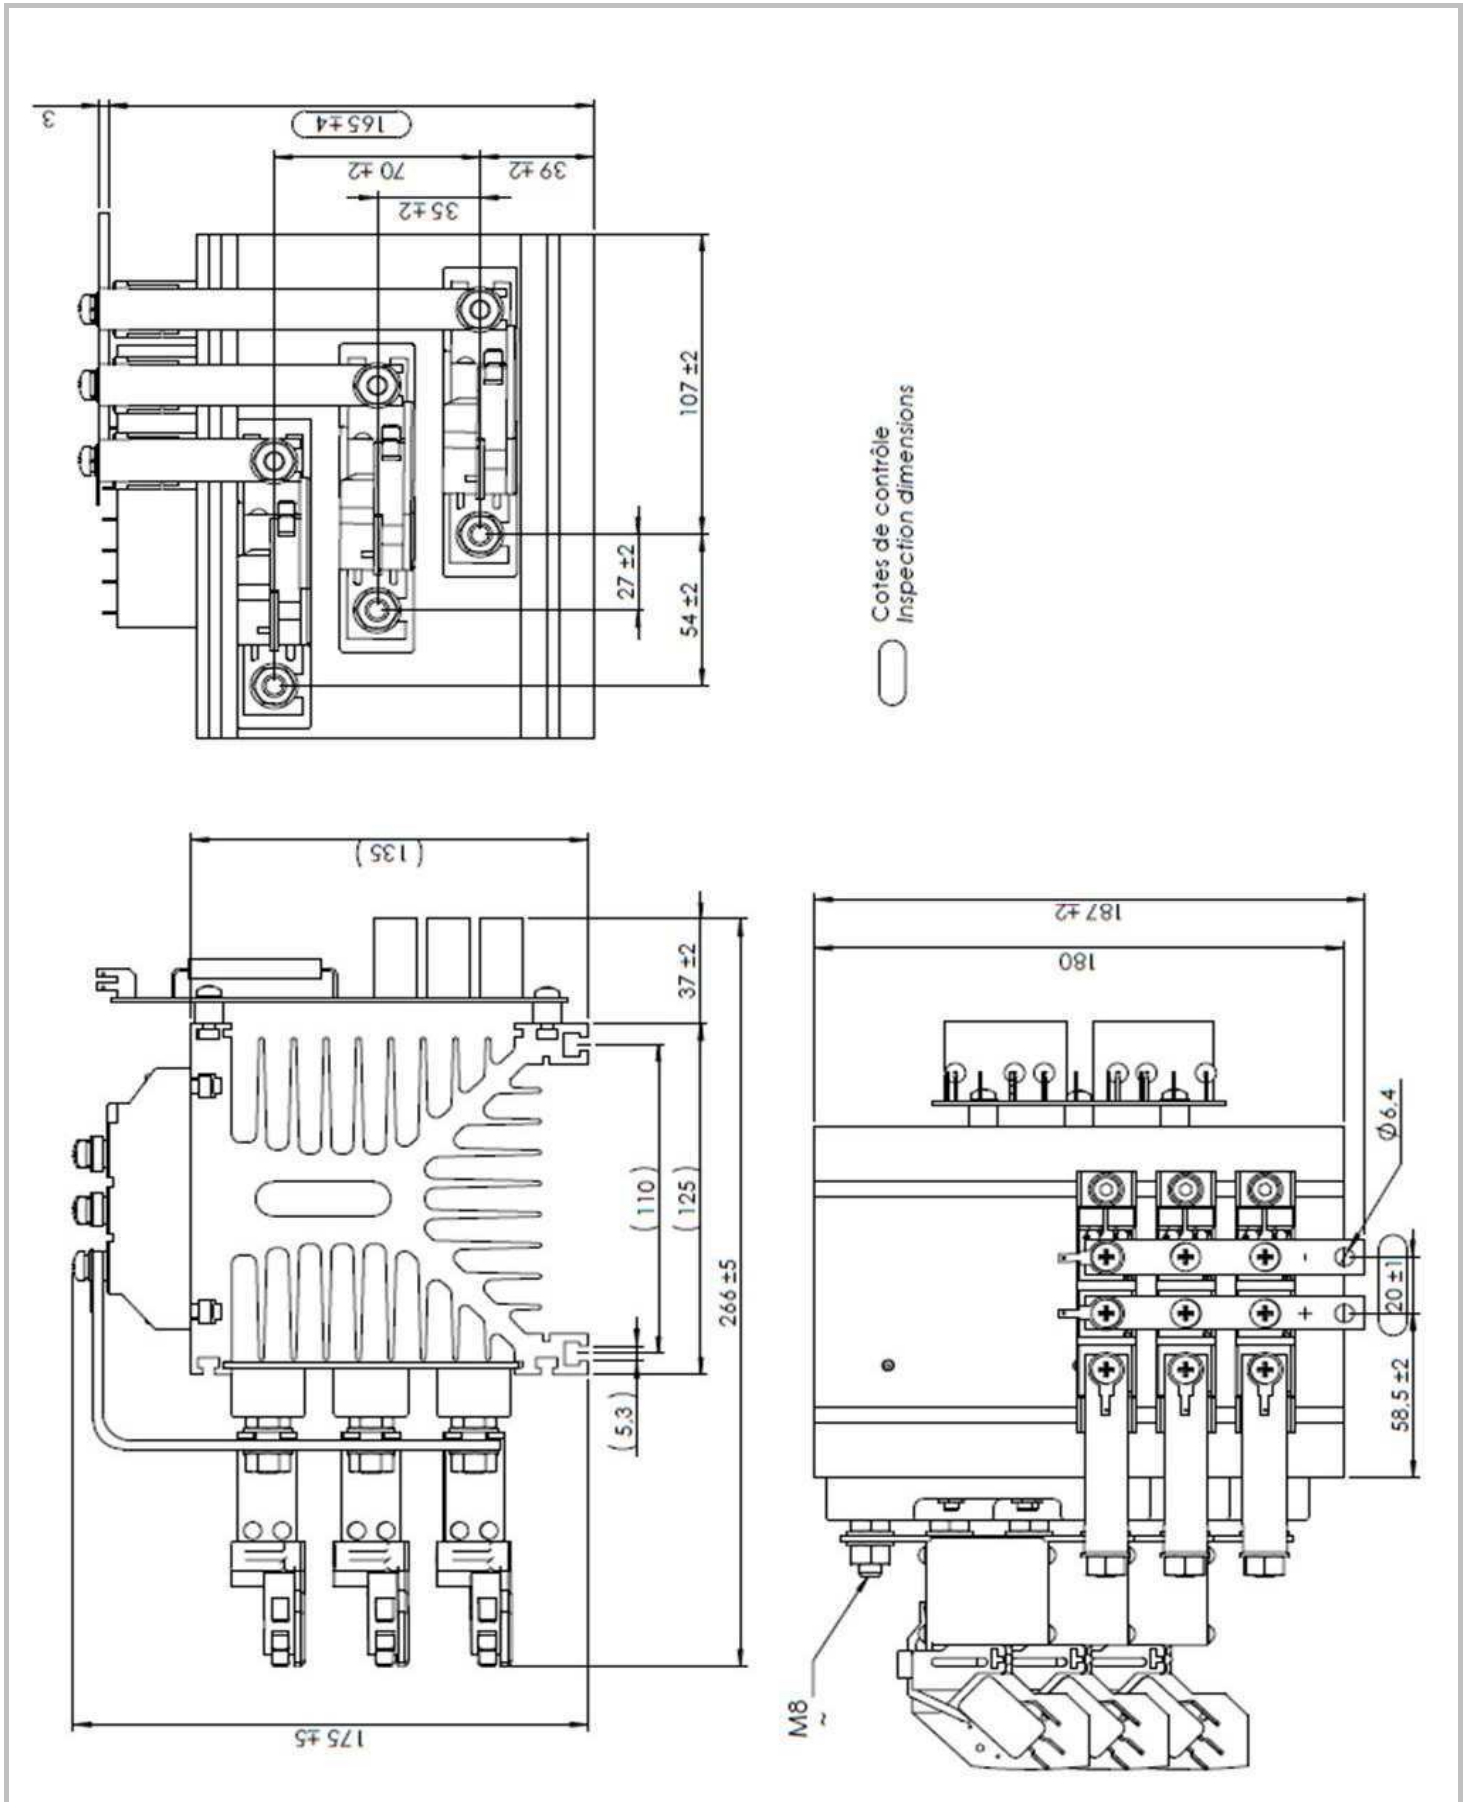 3
165 ±4
70 ±2
39 ±2
35 ±2
107 ±2
27 ±2
54 ±2
Cotes de contrôle
Inspection dimensions
( 135 )
37 ±2
( 110 )
( 125 )
266 ±5
( 5,3 )
175 ±5
187 ±2
180
Ø 6,4
-
+
20 ±1
58,5 ±2
M8
~